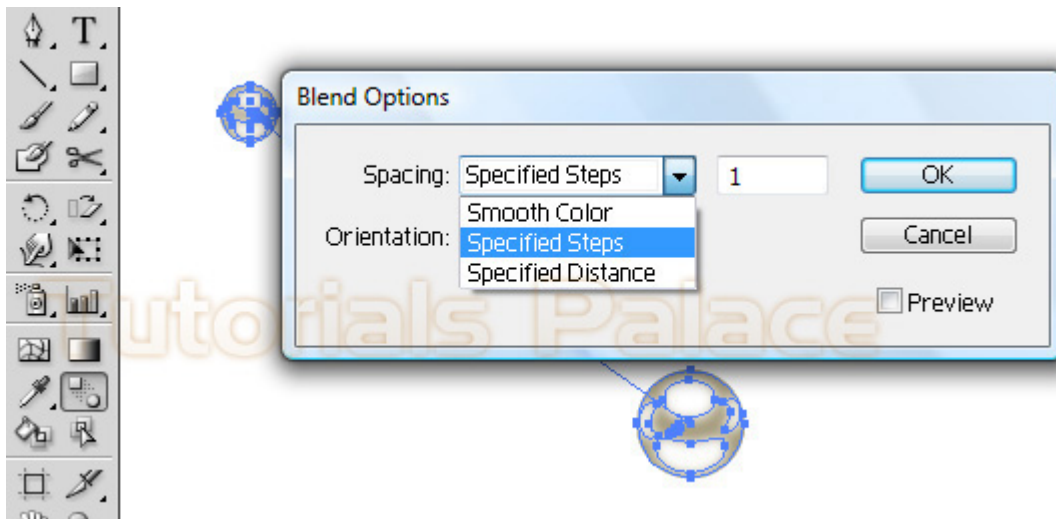 T
Blend Options
Spacing: Specified Steps 1 OK
Smooth Color
Orientation: Specified Steps Cancel
Specified Distance
Preview
Tutorials Palace